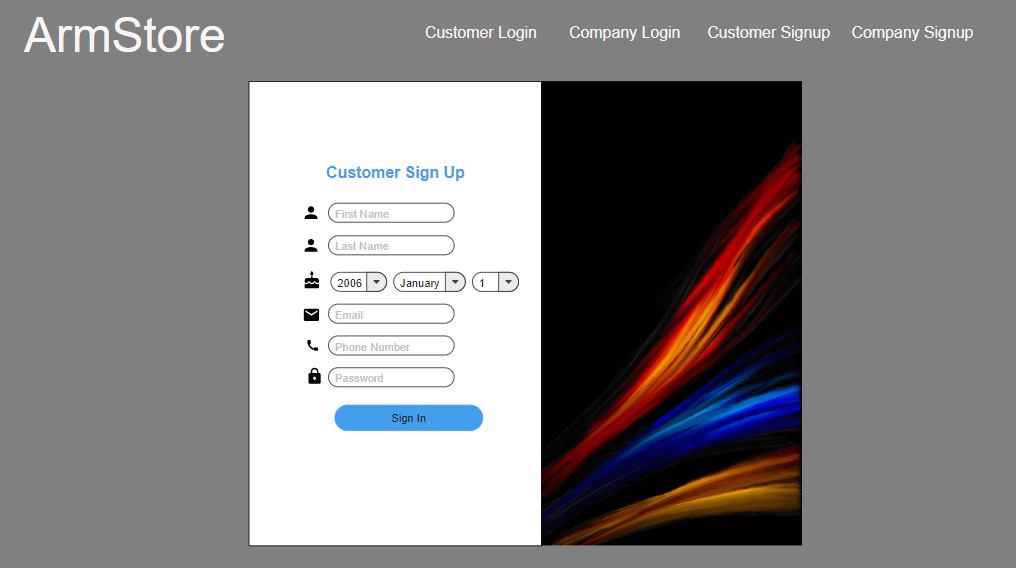 ArmStore
Customer Login Company Login Customer Signup Company Signup
Customer Sign Up
First Name
Last Name
2006 January 1
Email
Phone Number
Password
Sign In